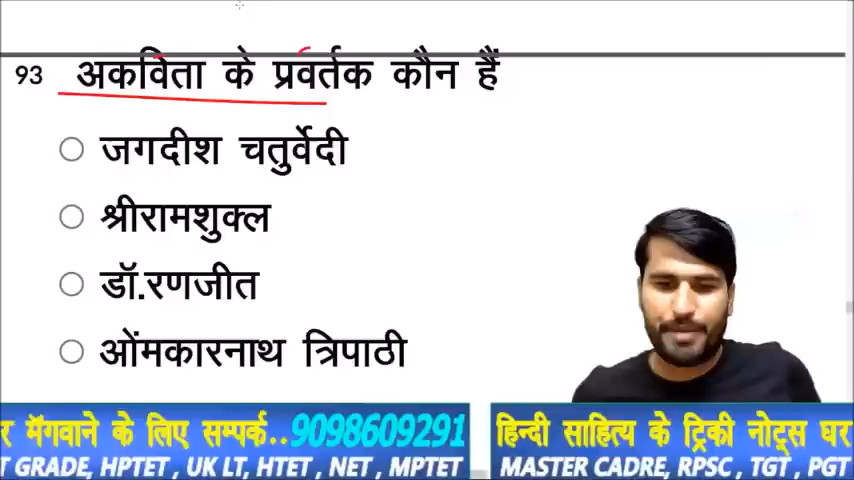 93 अकविता के प्रवर्तक कौन हैं
जगदीश चतुर्वेदी
श्रीरामशुक्ल
डॉ.रणजीत
ओंमकारनाथ त्रिपाठी
र मँगवाने के लिए सम्पर्क..9098609291
T GRADE, HPTET , UK LT, HTET , NET , MPTET
हिन्दी साहित्य के ट्रिकी नोट्स घर
MASTER CADRE, RPSC , TGT , PGT